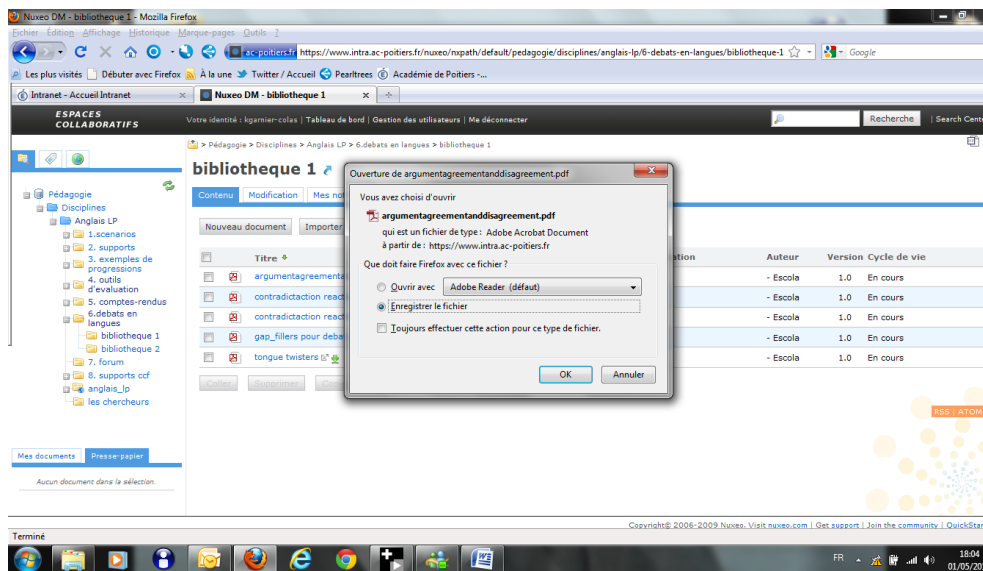 Nuxeo DM - bibliotheque 1 - Mozilla Firefox
Fichier Edition Affichage Historique Marque-pages Outils ?
ac-poitiers.fr https://www.intra.ac-poitiers.fr/nuxeo/nxpath/default/pedagogie/disciplines/anglais-lp/6-debats-en-langues/bibliotheque-1
Google
Les plus visités Débuter avec Firefox À la une Twitter / Accueil Pearltrees Académie de Poitiers -...
Intranet - Accueil Intranet
Nuxeo DM - bibliotheque 1
ESPACES
COLLABORATIFS
Votre identité : kgarnier-colas | Tableau de bord | Gestion des utilisateurs | Me déconnecter
Recherche | Search Cent
> Pédagogie > Disciplines > Anglais LP > 6.debats en langues > bibliotheque 1
bibliotheque 1
Contenu Modification Mes not
Nouveau document Importer
Pédagogie
Disciplines
Anglais LP
1.scenarios
2. supports
3. exemples de
progressions
4. outils
d'evaluation
5. comptes-rendus
6.debats en
langues
bibliotheque 1
bibliotheque 2
7. forum
8. supports ccf
anglais_lp
les chercheurs
Titre
ation Auteur Version Cycle de vie
argumentagreementa
- Escola 1.0 En cours
contradictaction reacti
- Escola 1.0 En cours
contradictaction reacti
- Escola 1.0 En cours
gap_fillers pour deba
- Escola 1.0 En cours
tongue twisters
- Escola 1.0 En cours
Coller Supprimer
Ouverture de argumentagreementanddisagreement.pdf
Vous avez choisi d'ouvrir
argumentagreementanddisagreement.pdf
qui est un fichier de type : Adobe Acrobat Document
à partir de : https://www.intra.ac-poitiers.fr
Que doit faire Firefox avec ce fichier ?
Ouvrir avec Adobe Reader (défaut)
Enregistrer le fichier
Toujours effectuer cette action pour ce type de fichier.
OK Annuler
RSS | ATOM
Mes documents Presse-papier
Aucun document dans la sélection.
Copyright© 2006-2009 Nuxeo. Visit nuxeo.com | Get support | Join the community | QuickStar
Terminé
FR
18:04
01/05/20